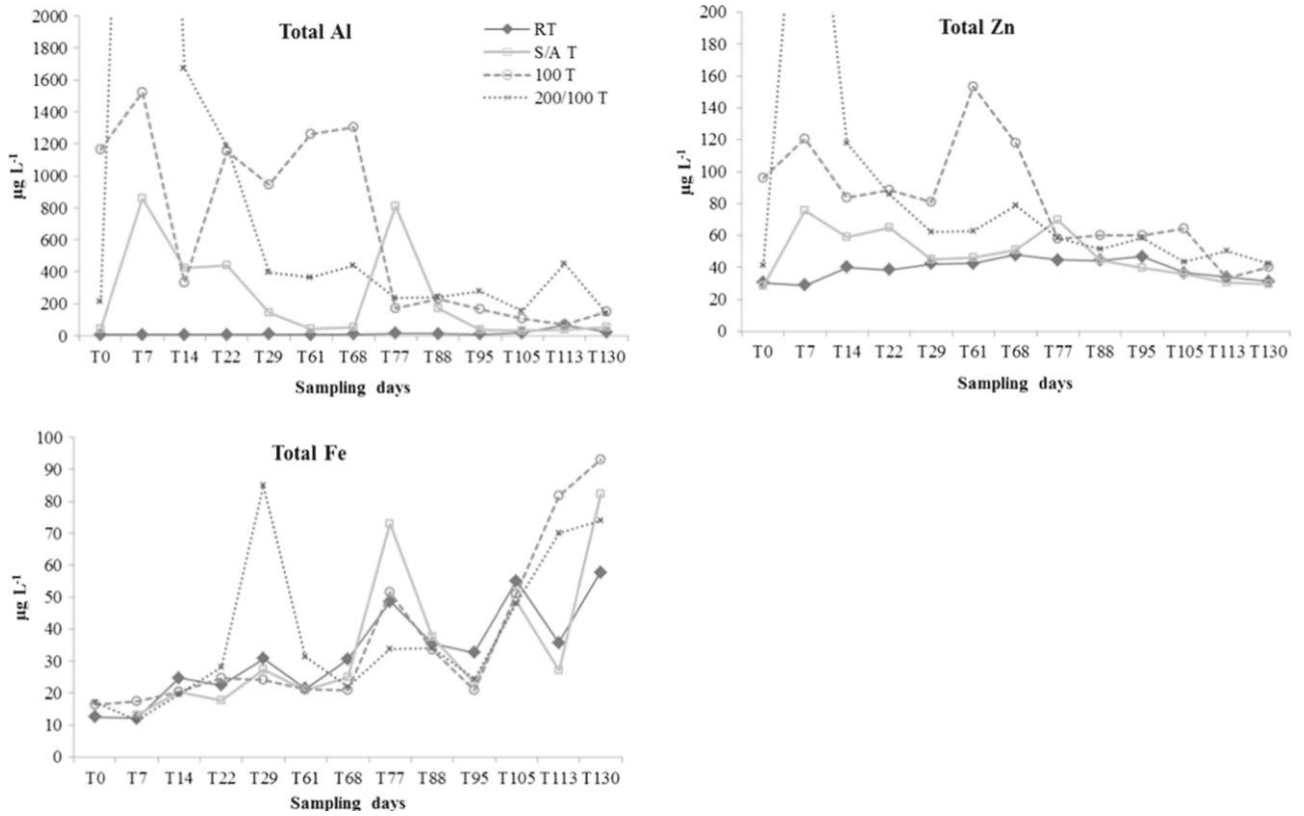 Total Al
RT
S/A T
100 T
200/100 T
2000
1800
1600
1400
1200
1000
800
600
400
200
0
µg L-1
T0 T7 T14 T22 T29 T61 T68 T77 T88 T95 T105 T113 T130
Sampling days
Total Zn
200
180
160
140
120
100
80
60
40
20
0
µg L-1
T0 T7 T14 T22 T29 T61 T68 T77 T88 T95 T105 T113 T130
Sampling days
Total Fe
100
90
80
70
60
50
40
30
20
10
0
µg L-1
T0 T7 T14 T22 T29 T61 T68 T77 T88 T95 T105 T113 T130
Sampling days